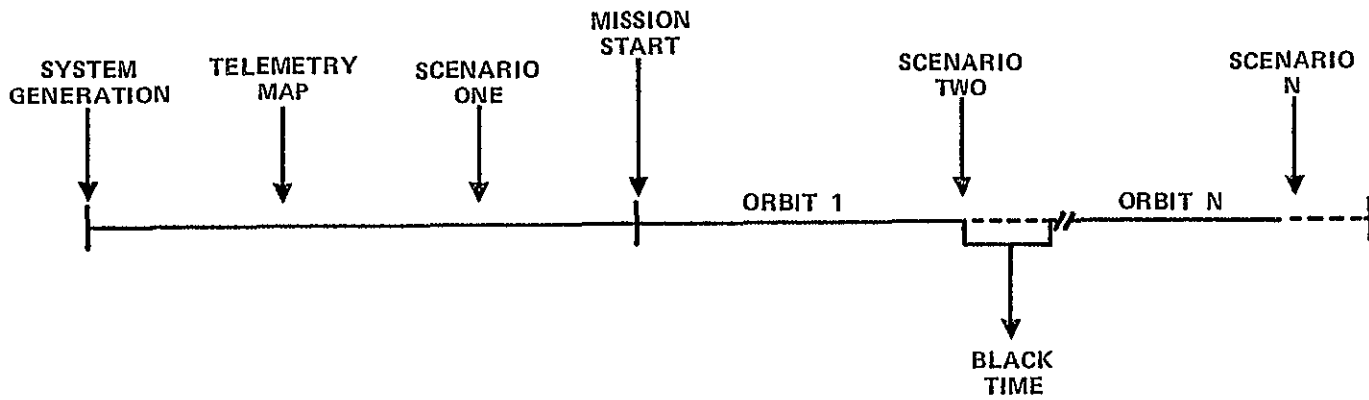 SYSTEM
GENERATION
TELEMETRY
MAP
SCENARIO
ONE
MISSION
START
SCENARIO
TWO
SCENARIO
N
ORBIT 1
ORBIT N
BLACK
TIME